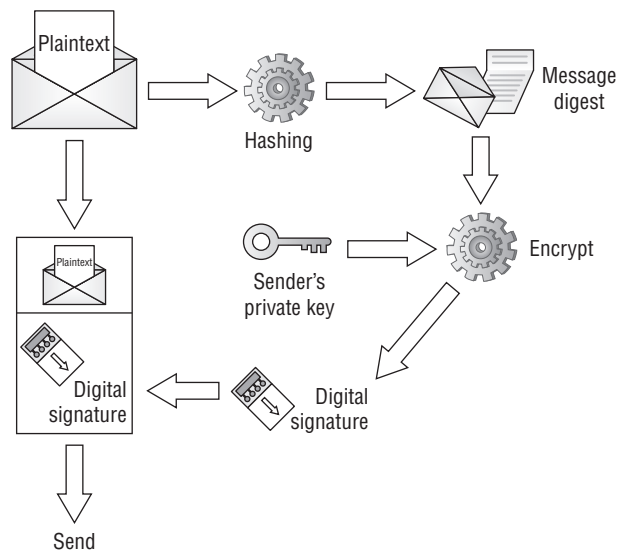 Plaintext
Hashing
Message
digest
Plaintext
Sender's
private key
Encrypt
Digital
signature
Digital
signature
Send